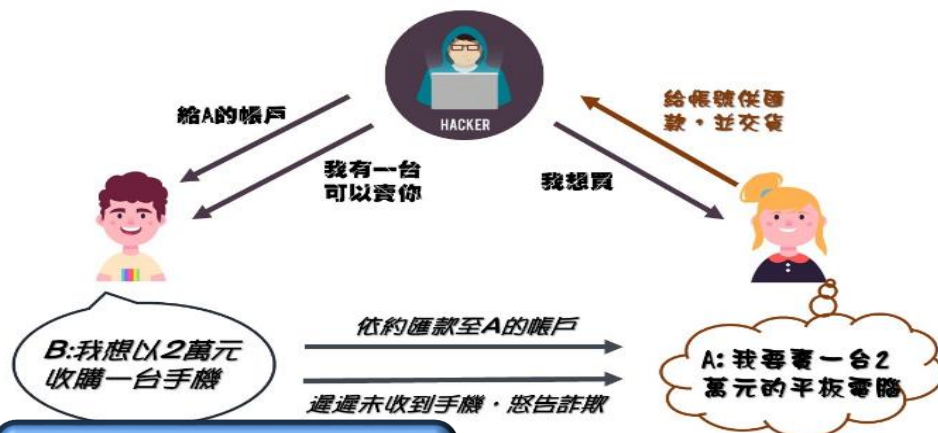 HACKER
給A的帳戶
我有一台
可以賣你
我想買
給帳號供匯
款,並交貨
B:我想以2萬元
收購一台手機
依約匯款至A的帳戶
遲遲未收到手機,怒告詐欺
A:我要賣一台2
萬元的平板電腦